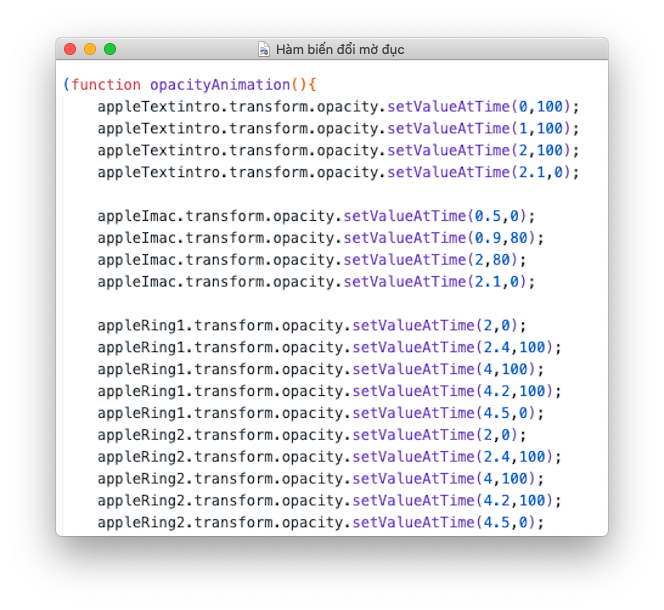 Hàm biến đổi mờ đục
(function opacityAnimation(){
appleTextintro.transform.opacity.setValueAtTime(0,100);
appleTextintro.transform.opacity.setValueAtTime(1,100);
appleTextintro.transform.opacity.setValueAtTime(2,100);
appleTextintro.transform.opacity.setValueAtTime(2.1,0);
appleImac.transform.opacity.setValueAtTime(0.5,0);
appleImac.transform.opacity.setValueAtTime(0.9,80);
appleImac.transform.opacity.setValueAtTime(2,80);
appleImac.transform.opacity.setValueAtTime(2.1,0);
appleRing1.transform.opacity.setValueAtTime(2,0);
appleRing1.transform.opacity.setValueAtTime(2.4,100);
appleRing1.transform.opacity.setValueAtTime(4,100);
appleRing1.transform.opacity.setValueAtTime(4.2,100);
appleRing1.transform.opacity.setValueAtTime(4.5,0);
appleRing2.transform.opacity.setValueAtTime(2,0);
appleRing2.transform.opacity.setValueAtTime(2.4,100);
appleRing2.transform.opacity.setValueAtTime(4,100);
appleRing2.transform.opacity.setValueAtTime(4.2,100);
appleRing2.transform.opacity.setValueAtTime(4.5,0);